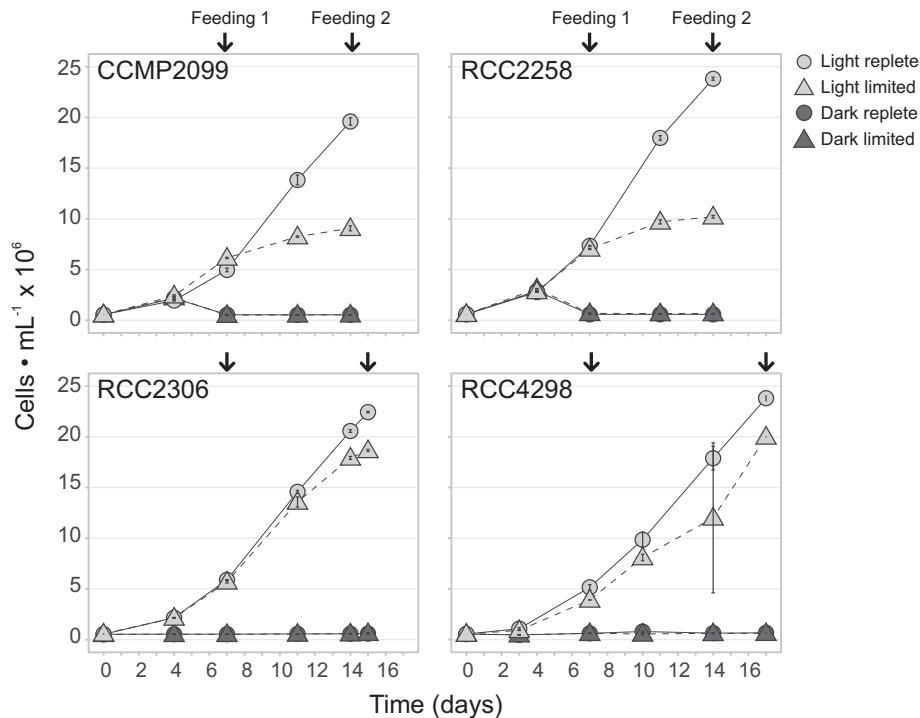 Feeding 1 Feeding 2 Feeding 1 Feeding 2
CCMP2099 RCC2258
25
20
15
10
5
0
Light replete
Light limited
Dark replete
Dark limited
RCC2306 RCC4298
25
20
15
10
5
0
0 2 4 6 8 10 12 14 16 0 2 4 6 8 10 12 14 16
Cells • mL⁻¹ x 10⁶
Time (days)